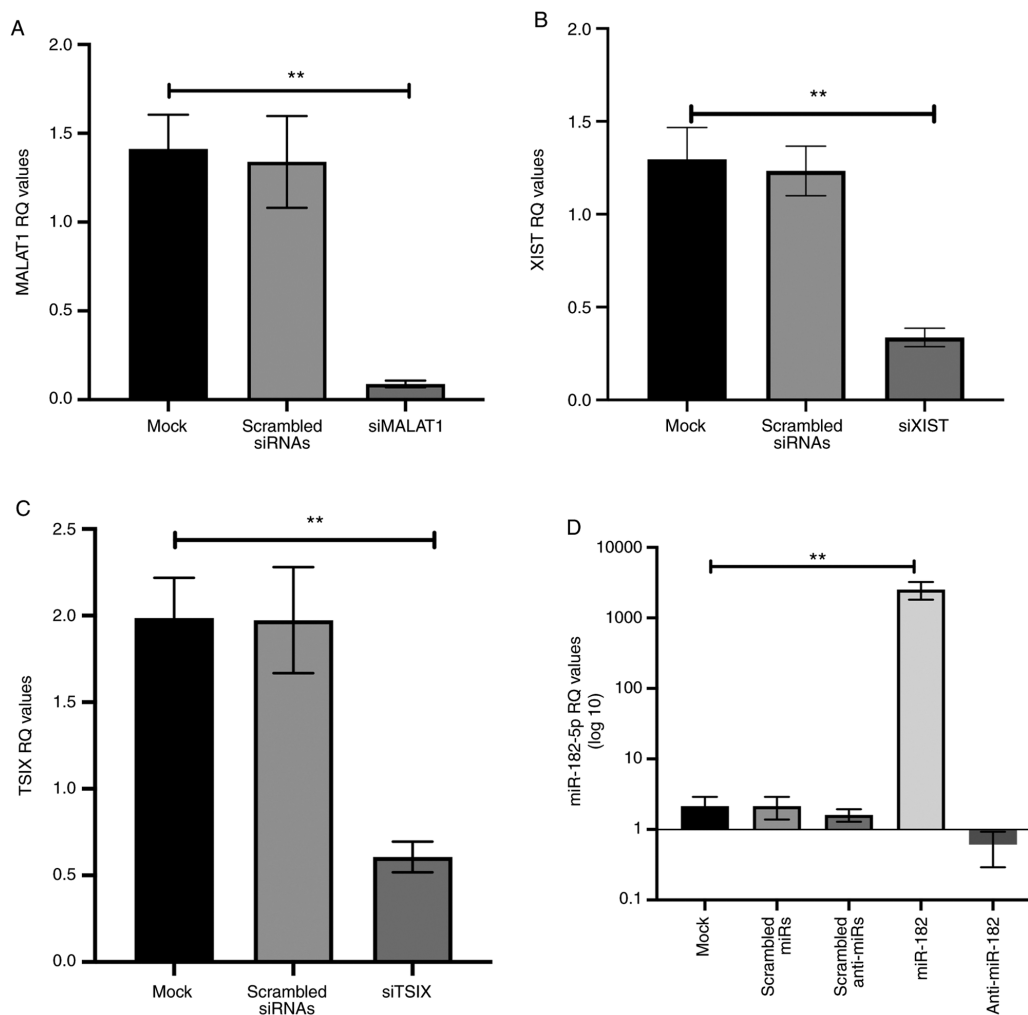 A
MALAT1 RQ values
2.0
1.5
1.0
0.5
0.0
**
Mock
Scrambled
siRNAs
siMALAT1
B
XIST RQ values
2.0
1.5
1.0
0.5
0.0
**
Mock
Scrambled
siRNAs
siXIST
C
TSIX RQ values
2.5
2.0
1.5
1.0
0.5
0.0
**
Mock
Scrambled
siRNAs
siTSIX
D
miR-182-5p RQ values
(log 10)
10000
1000
100
10
1
0.1
**
Mock
Scrambled
miRs
Scrambled
anti-miRs
miR-182
Anti-miR-182